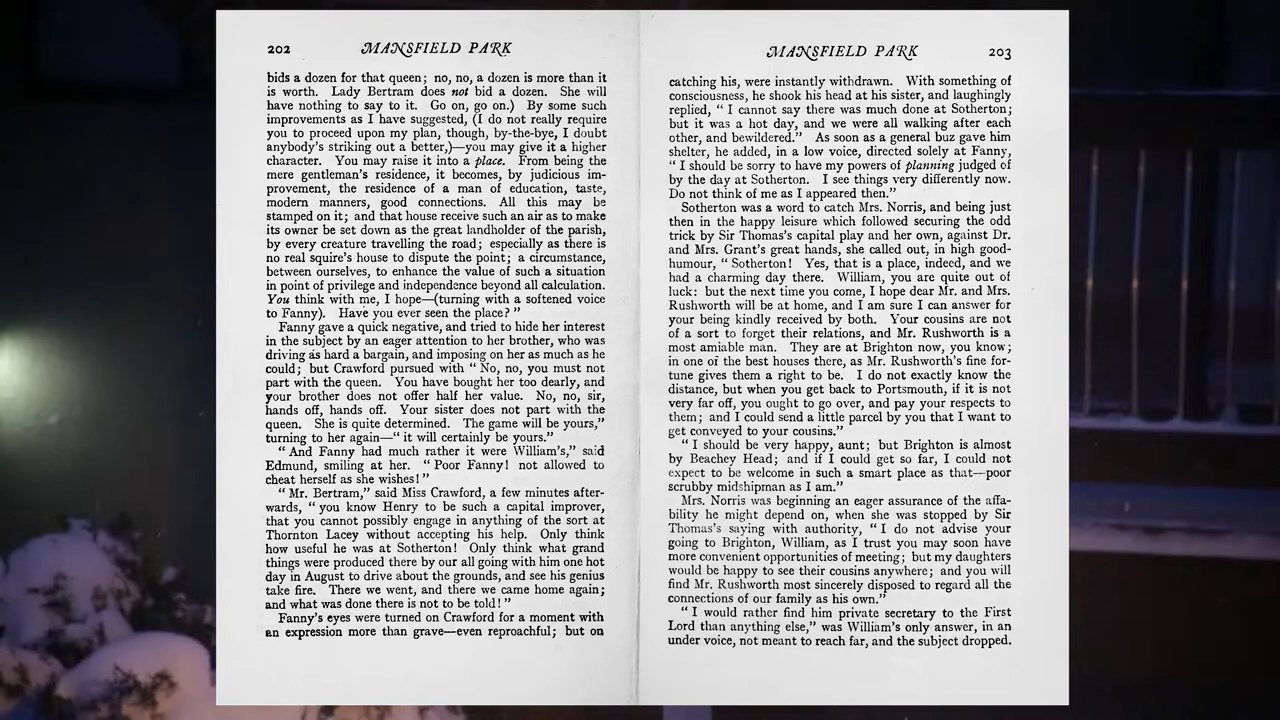 202
MANSFIELD PARK
bids a dozen for that queen; no, no, a dozen is more than it
is worth. Lady Bertram does not bid a dozen. She will
have nothing to say to it. Go on, go on.) By some such
improvements as I have suggested, (I do not really require
you to proceed upon my plan, though, by-the-bye, I doubt
anybody's striking out a better,)—you may give it a higher
character. You may raise it into a place. From being the
mere gentleman's residence, it becomes, by judicious im-
provement, the residence of a man of education, taste,
modern manners, good connections. All this may be
stamped on it; and that house receive such an air as to make
its owner be set down as the great landholder of the parish,
by every creature travelling the road; especially as there is
no real squire's house to dispute the point; a circumstance,
between ourselves, to enhance the value of such a situation
in point of privilege and independence beyond all calculation.
You think with me, I hope—(turning with a softened voice
to Fanny). Have you ever seen the place?"
Fanny gave a quick negative, and tried to hide her interest
in the subject by an eager attention to her brother, who was
driving as hard a bargain, and imposing on her as much as he
could; but Crawford pursued with "No, no, you must not
part with the queen. You have bought her too dearly, and
your brother does not offer half her value. No, no, sir,
hands off, hands off. Your sister does not part with the
queen. She is quite determined. The game will be yours,"
turning to her again—"it will certainly be yours."
"And Fanny had much rather it were William's," said
Edmund, smiling at her. "Poor Fanny! not allowed to
cheat herself as she wishes!"
"Mr. Bertram," said Miss Crawford, a few minutes after-
wards, "you know Henry to be such a capital improver,
that you cannot possibly engage in anything of the sort at
Thornton Lacey without accepting his help. Only think
how useful he was at Sotherton! Only think what grand
things were produced there by our all going with him one hot
day in August to drive about the grounds, and see his genius
take fire. There we went, and there we came home again;
and what was done there is not to be told!"
Fanny's eyes were turned on Crawford for a moment with
an expression more than grave—even reproachful; but on
MANSFIELD PARK
203
catching his, were instantly withdrawn. With something of
consciousness, he shook his head at his sister, and laughingly
replied, "I cannot say there was much done at Sotherton;
but it was a hot day, and we were all walking after each
other, and bewildered." As soon as a general buz gave him
shelter, he added, in a low voice, directed solely at Fanny,
"I should be sorry to have my powers of planning judged of
by the day at Sotherton. I see things very differently now.
Do not think of me as I appeared then."
Sotherton was a word to catch Mrs. Norris, and being just
then in the happy leisure which followed securing the odd
trick by Sir Thomas's capital play and her own, against Dr.
and Mrs. Grant's great hands, she called out, in high good-
humour, "Sotherton! Yes, that is a place, indeed, and we
had a charming day there. William, you are quite out of
luck: but the next time you come, I hope dear Mr. and Mrs.
Rushworth will be at home, and I am sure I can answer for
your being kindly received by both. Your cousins are not
of a sort to forget their relations, and Mr. Rushworth is a
most amiable man. They are at Brighton now, you know;
in one of the best houses there, as Mr. Rushworth's fine for-
tune gives them a right to be. I do not exactly know the
distance, but when you get back to Portsmouth, if it is not
very far off, you ought to go over, and pay your respects to
them; and I could send a little parcel by you that I want to
get conveyed to your cousins."
"I should be very happy, aunt; but Brighton is almost
by Beachey Head; and if I could get so far, I could not
expect to be welcome in such a smart place as that—poor
scrubby midshipman as I am."
Mrs. Norris was beginning an eager assurance of the affa-
bility he might depend on, when she was stopped by Sir
Thomas's saying with authority, "I do not advise your
going to Brighton, William, as I trust you may soon have
more convenient opportunities of meeting; but my daughters
would be happy to see their cousins anywhere; and you will
find Mr. Rushworth most sincerely disposed to regard all the
connections of our family as his own."
"I would rather find him private secretary to the First
Lord than anything else," was William's only answer, in an
under voice, not meant to reach far, and the subject dropped.